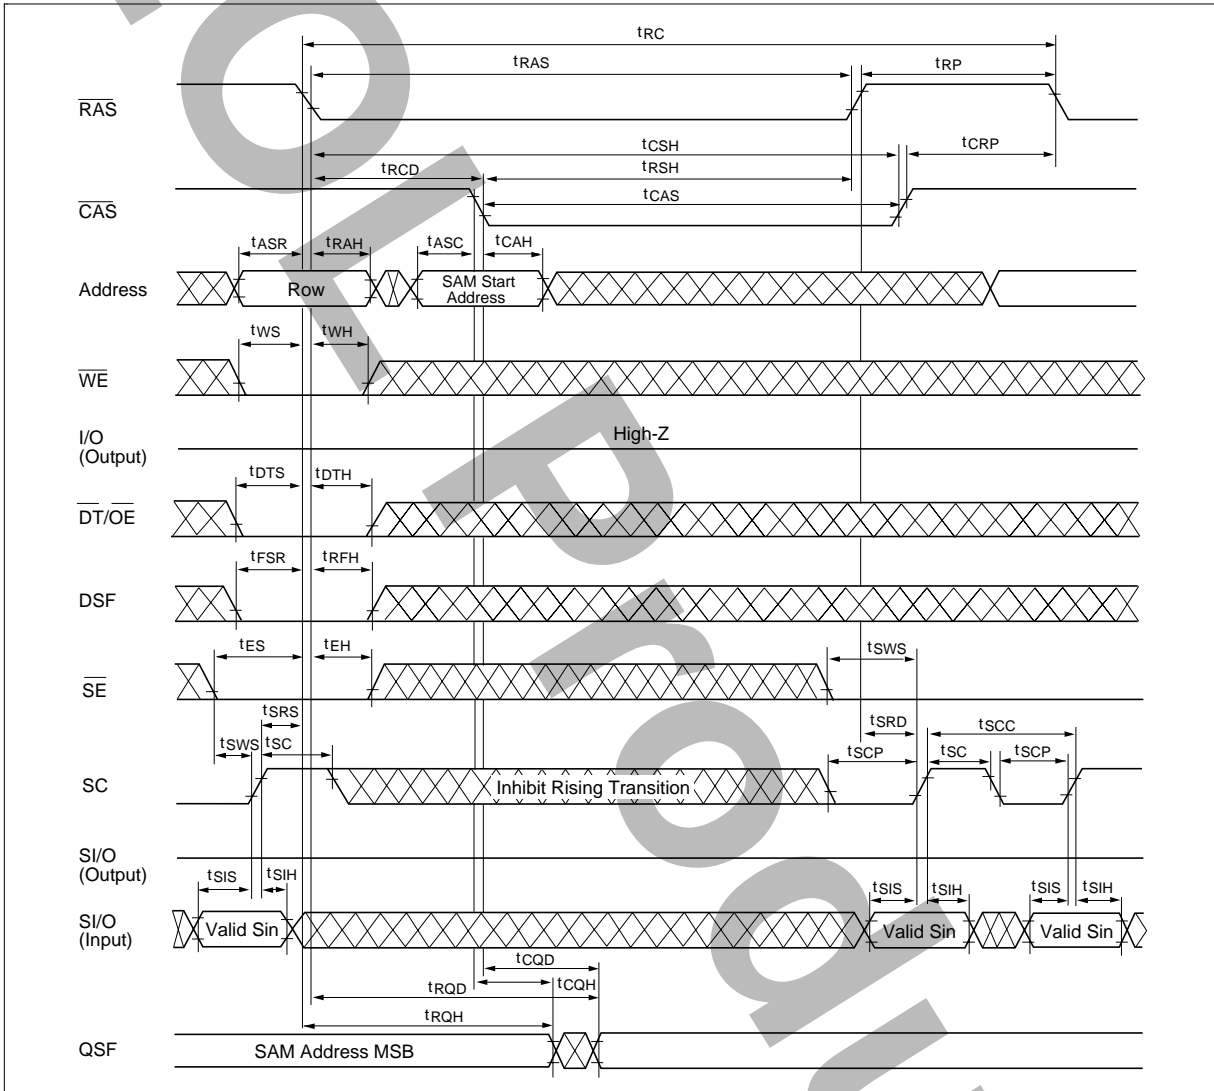 tRC
tRAS tRP
RAS
tCSH tCRP
tRCD tRSH
CAS tCAS
tASR tRAH tASC tCAH
Address Row SAM Start Address
tWS tWH
WE
I/O (Output) High-Z
tDTS tDTH
DT/OE
tFSR tRFH
DSF
tES tEH tSWS
SE
tSRS tSRD tSCC
tSWS tSC tSCP tSC tSCP
SC Inhibit Rising Transition
SI/O (Output)
tSIS tSIH tSIS tSIH tSIS tSIH
SI/O (Input) Valid Sin Valid Sin Valid Sin
tCQD
tRQD tCQH
tRQH
QSF SAM Address MSB